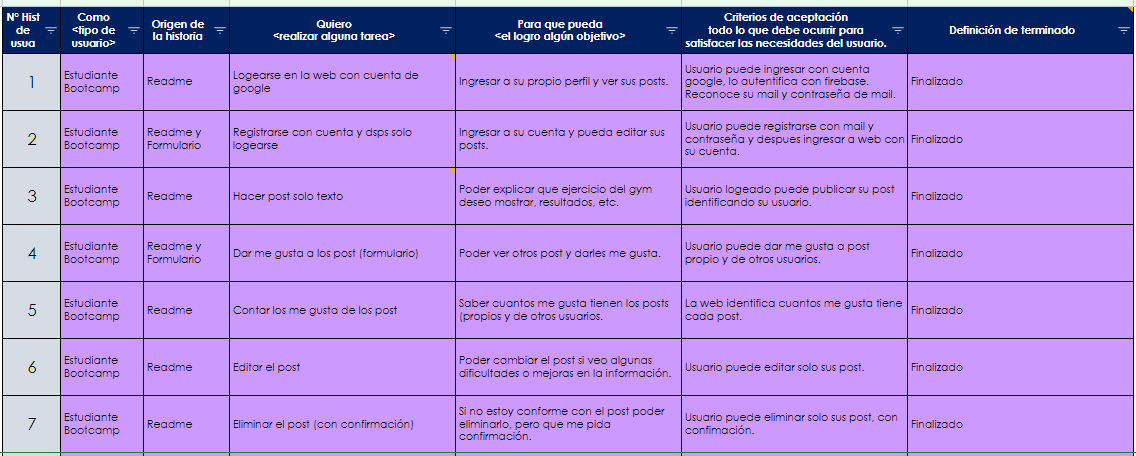 N° Hist
de
usua
Como
<tipo de
usuario>
Origen de
la historia
Quiero
<realizar alguna tarea>
Para que pueda
<el logro algún objetivo>
Criterios de aceptación
todo lo que debe ocurrir para
satisfacer las necesidades del usuario.
Definición de terminado
1
Estudiante
Bootcamp
Readme
Logearse en la web con cuenta de
google
Ingresar a su propio perfil y ver sus posts.
Usuario puede ingresar con cuenta
google, lo autentifica con firebase.
Reconoce su mail y contraseña de mail.
Finalizado
2
Estudiante
Bootcamp
Readme y
Formulario
Registrarse con cuenta y dsps solo
logearse
Ingresar a su cuenta y pueda editar sus
posts.
Usuario puede registrarse con mail y
contraseña y despues ingresar a web con
su cuenta.
Finalizado
3
Estudiante
Bootcamp
Readme
Hacer post solo texto
Poder explicar que ejercicio del gym
deseo mostrar, resultados, etc.
Usuario logeado puede publicar su post
identificando su usuario.
Finalizado
4
Estudiante
Bootcamp
Readme y
Formulario
Dar me gusta a los post (formulario)
Poder ver otros post y darles me gusta.
Usuario puede dar me gusta a post
propio y de otros usuarios.
Finalizado
5
Estudiante
Bootcamp
Readme
Contar los me gusta de los post
Saber cuantos me gusta tienen los posts
(propios y de otros usuarios.
La web identifica cuantos me gusta tiene
cada post.
Finalizado
6
Estudiante
Bootcamp
Readme
Editar el post
Poder cambiar el post si veo algunas
dificultades o mejoras en la información.
Usuario puede editar solo sus post.
Finalizado
7
Estudiante
Bootcamp
Readme
Eliminar el post (con confirmación)
Si no estoy conforme con el post poder
eliminarlo, pero que me pida
confirmación.
Usuario puede eliminar solo sus post, con
confimación.
Finalizado